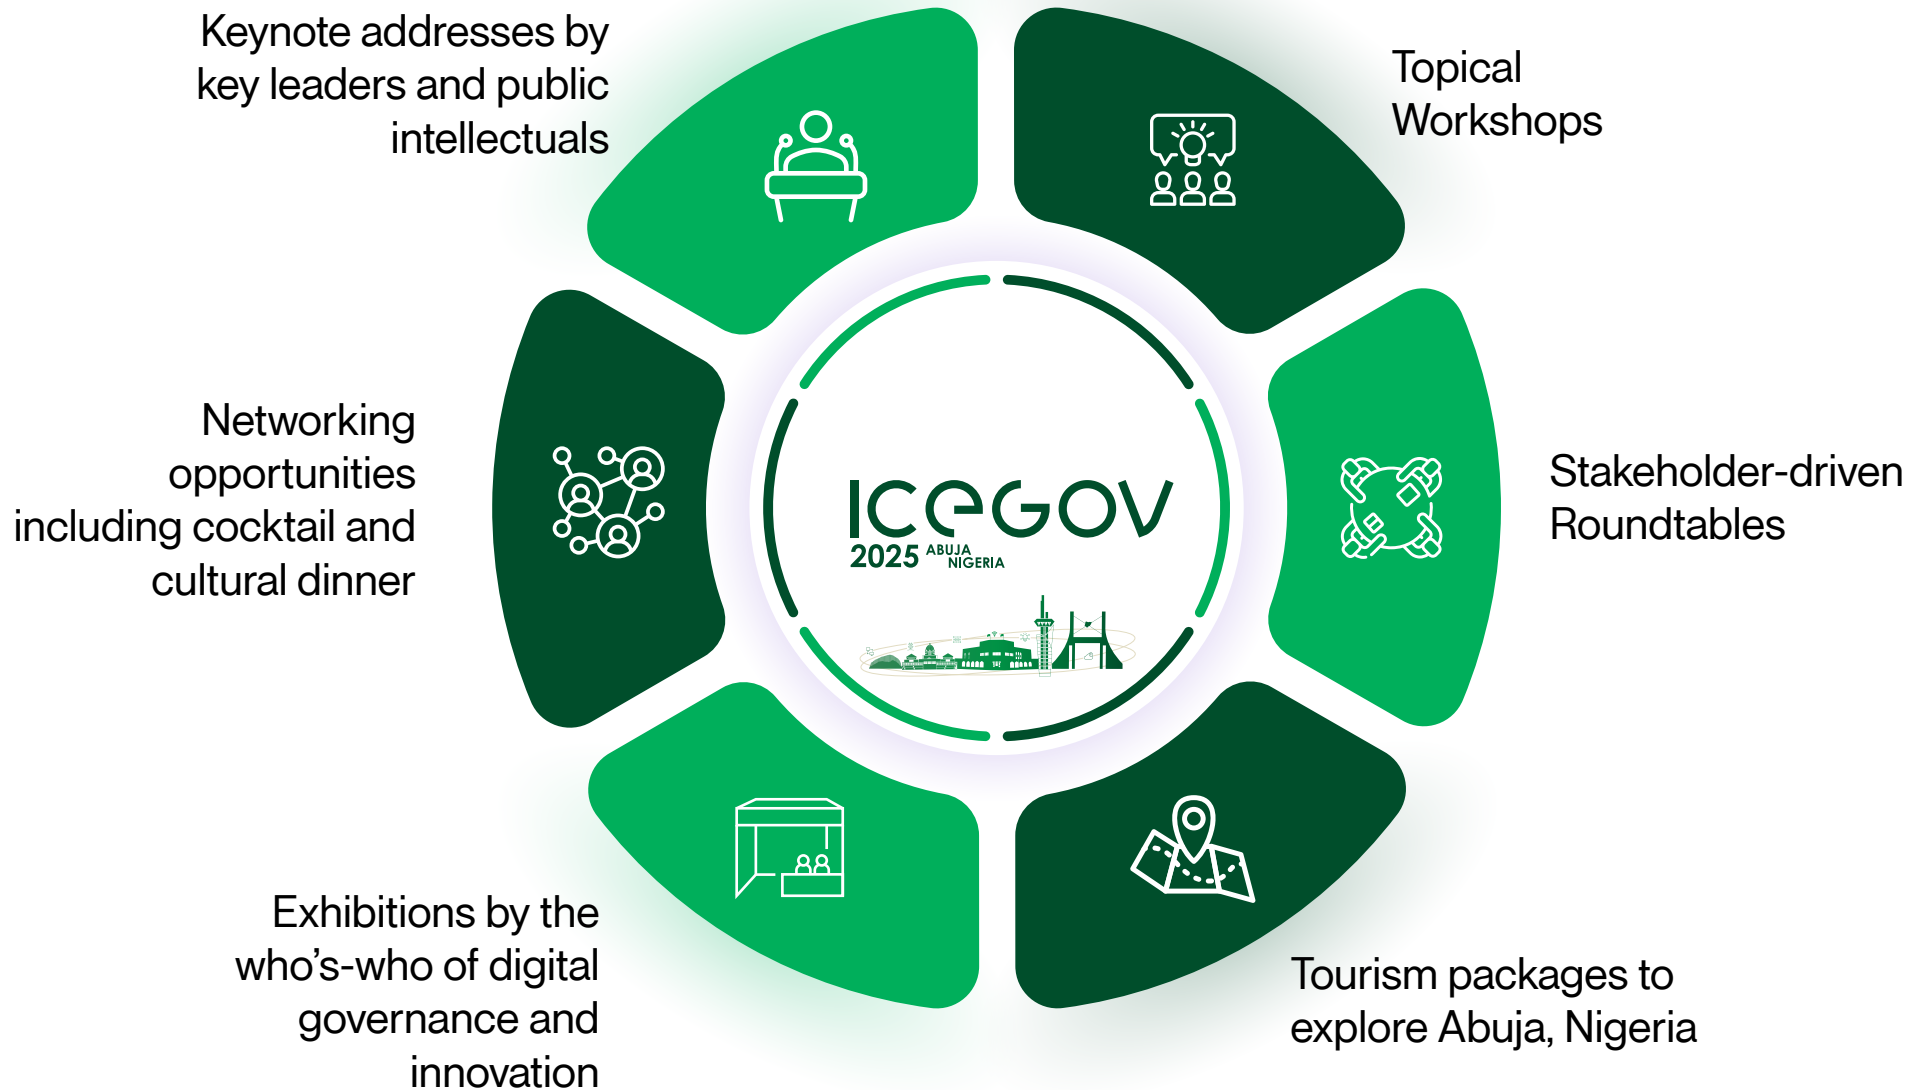 Keynote addresses by
key leaders and public
intellectuals
Topical
Workshops
Networking
opportunities
including cocktail and
cultural dinner
Stakeholder-driven
Roundtables
ICEGOV
2025 ABUJA
NIGERIA
Exhibitions by the
who’s-who of digital
governance and
innovation
Tourism packages to
explore Abuja, Nigeria